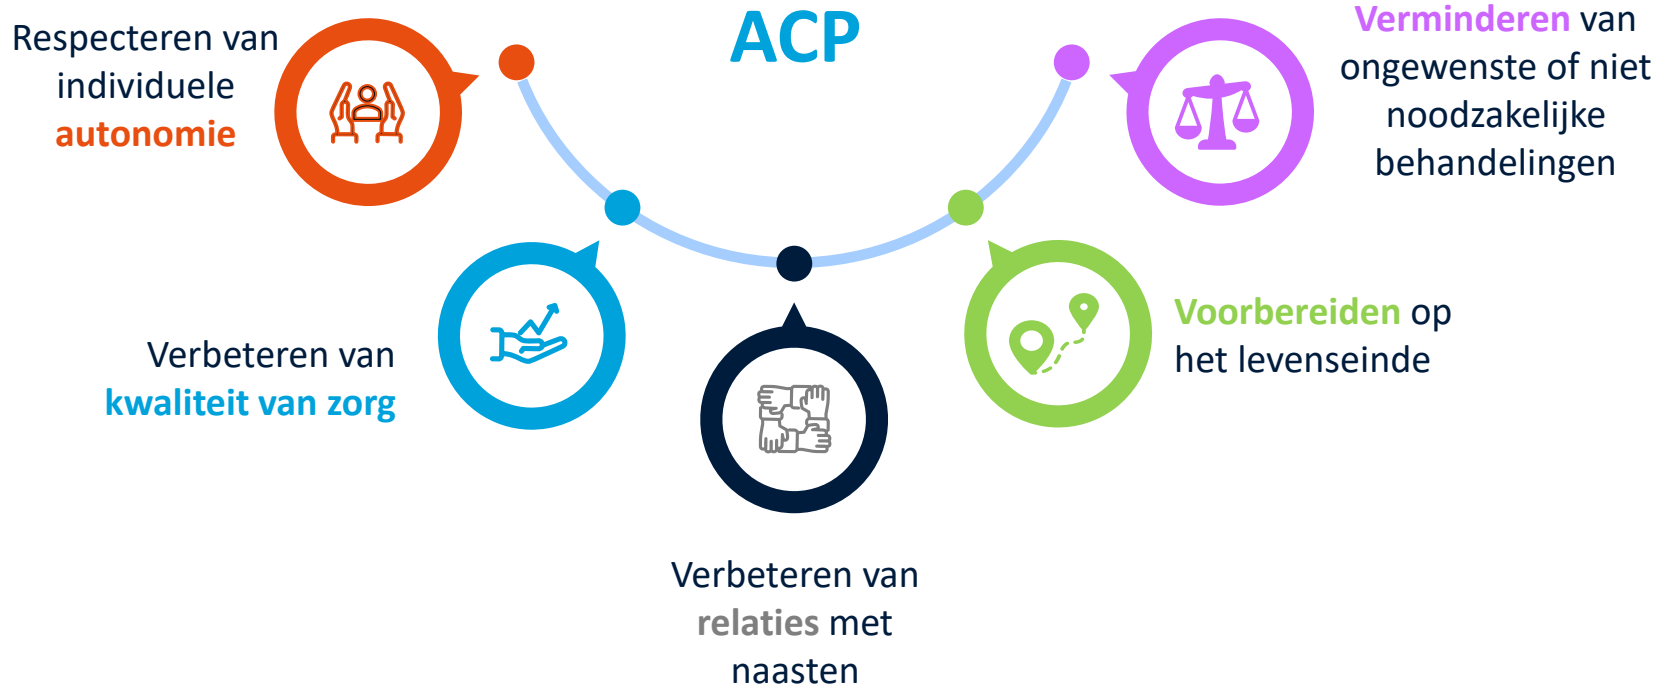 ACP
Respecteren van
individuele
autonomie
Verbeteren van
kwaliteit van zorg
Verbeteren van
relaties met
naasten
Voorbereiden op
het levenseinde
Verminderen van
ongewenste of niet
noodzakelijke
behandelingen